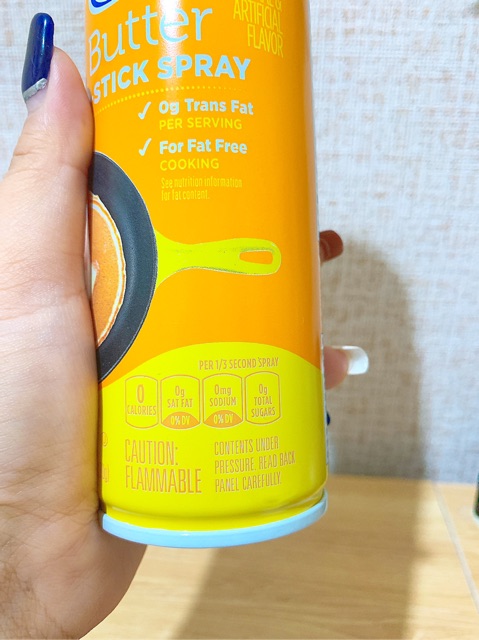 ARTIFICIAL
FLAVOR
Butter
STICK SPRAY
✓ 0g Trans Fat
PER SERVING
✓ For Fat Free
COOKING
See nutrition information
for fat content.
PER 1/3 SECOND SPRAY
0
CALORIES
0g
SAT FAT
0% DV
0mg
SODIUM
0% DV
0g
TOTAL
SUGARS
CAUTION:
FLAMMABLE
CONTENTS UNDER
PRESSURE. READ BACK
PANEL CAREFULLY.